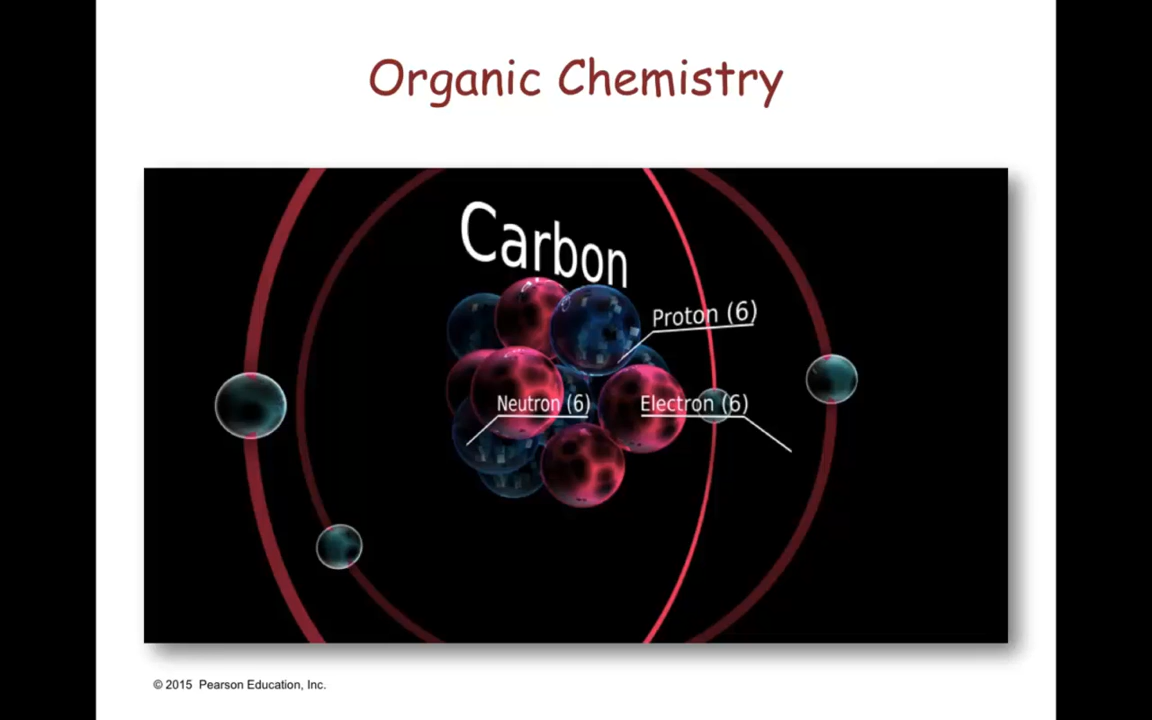 Organic Chemistry
Carbon
Proton (6)
Neutron (6)
Electron (6)
© 2015 Pearson Education, Inc.